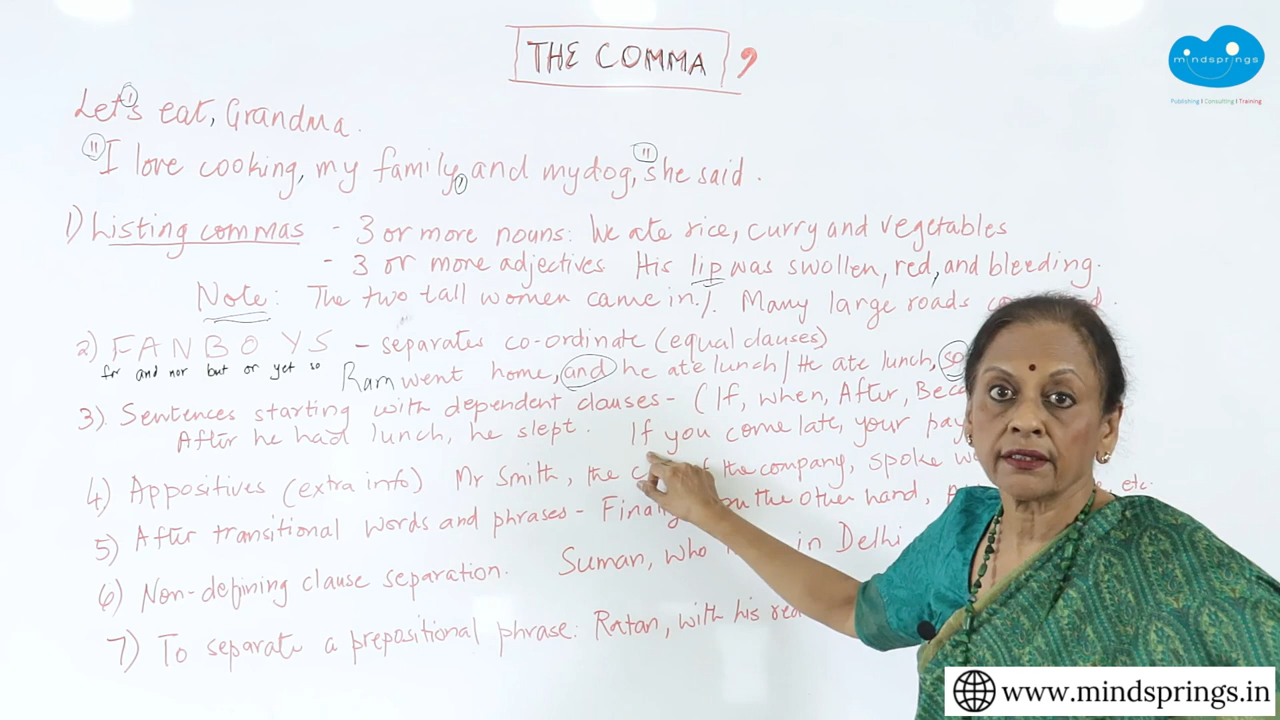 THE COMMA ,
mindsprings
Publishing I Consulting I Training
Let's eat, Grandma.
"I love cooking, my family, and my dog," she said.
1) Listing commas - 3 or more nouns: We ate rice, curry and vegetables
- 3 or more adjectives His lip was swollen, red, and bleeding.
Note: The two tall women came in. / Many large roads
2) FANBOYS - separates co-ordinate (equal clauses)
for and nor but or yet so
Ram went home, and he ate lunch / He ate lunch, so
3) Sentences starting with dependent clauses - (If, when, After,
After he had lunch, he slept. If you come late, your
4) Appositives (extra info) Mr Smith, the the company, spoke
5) After transitional words and phrases - on the other hand, etc.
6) Non-defining clause separation. Suman, who in Delhi
7) To separate a prepositional phrase: Ratan, with his
www.mindsprings.in